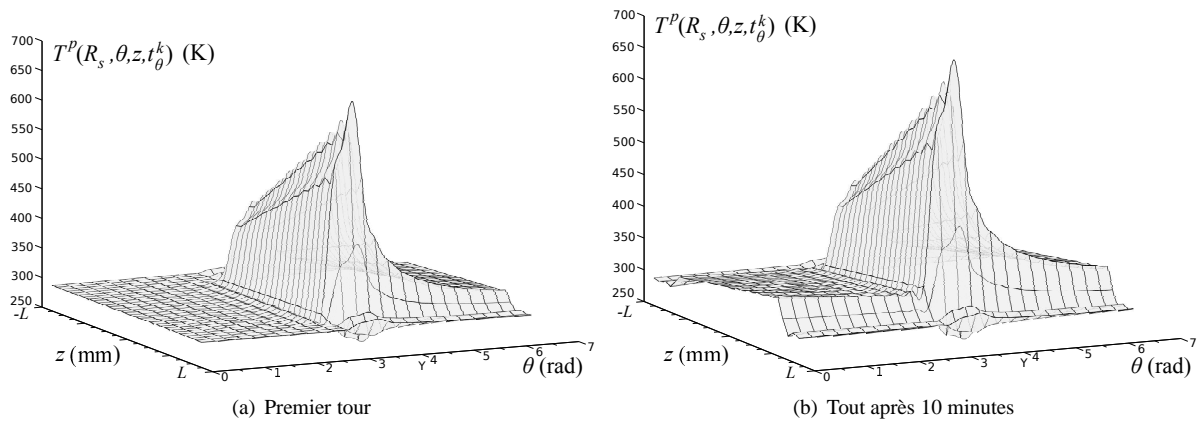 T^p(R_s ,θ,z,t_θ^k) (K)
700
650
600
550
500
450
400
350
300
250
-L
z (mm)
L
0
1
2
3
Y
4
5
6
7
θ (rad)
(a) Premier tour
T^p(R_s ,θ,z,t_θ^k) (K)
700
650
600
550
500
450
400
350
300
250
-L
z (mm)
L
0
1
2
3
Y
4
5
6
7
θ (rad)
(b) Tout après 10 minutes